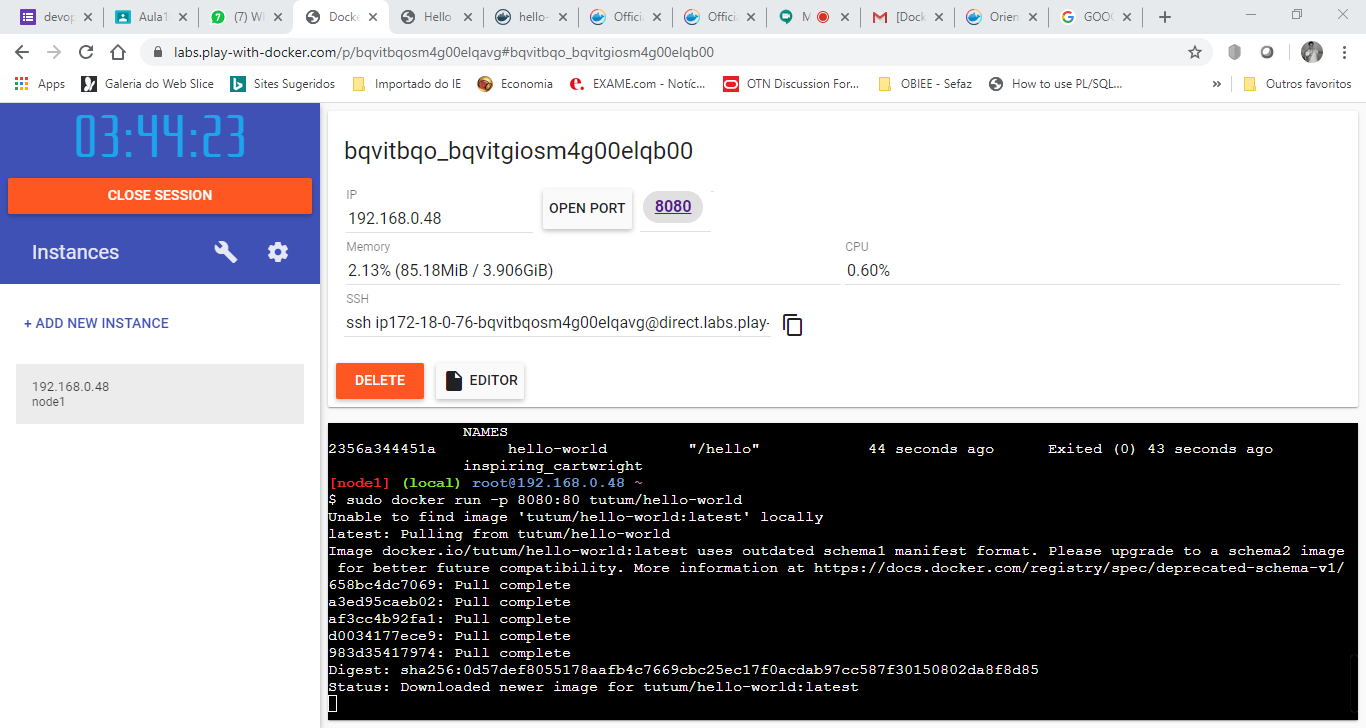 devop
AulaT
(7) W
Docke
Hello
hello-
Officia
Officia
M
[Dock
Orien
GOOG
labs.play-with-docker.com/p/bqvitbqosm4g00elqavg#bqvitbqo_bqvitgiosm4g00elqb00
Apps
Galeria do Web Slice
Sites Sugeridos
Importado do IE
Economia
EXAME.com - Notíc...
OTN Discussion For...
OBIEE - Sefaz
How to use PL/SQL...
»
Outros favoritos
03:44:23
CLOSE SESSION
Instances
+ ADD NEW INSTANCE
192.168.0.48
node1
bqvitbqo_bqvitgiosm4g00elqb00
IP
192.168.0.48
OPEN PORT
8080
Memory
2.13% (85.18MiB / 3.906GiB)
CPU
0.60%
SSH
ssh ip172-18-0-76-bqvitbqosm4g00elqavg@direct.labs.play-
DELETE
EDITOR
NAMES
2356a344451a hello-world "/hello" 44 seconds ago Exited (0) 43 seconds ago
inspiring_cartwright
[node1] (local) root@192.168.0.48 ~
$ sudo docker run -p 8080:80 tutum/hello-world
Unable to find image 'tutum/hello-world:latest' locally
latest: Pulling from tutum/hello-world
Image docker.io/tutum/hello-world:latest uses outdated schema1 manifest format. Please upgrade to a schema2 image
for better future compatibility. More information at https://docs.docker.com/registry/spec/deprecated-schema-v1/
658bc4dc7069: Pull complete
a3ed95caeb02: Pull complete
af3cc4b92fa1: Pull complete
d0034177ece9: Pull complete
983d35417974: Pull complete
Digest: sha256:0d57def8055178aafb4c7669cbc25ec17f0acdab97cc587f30150802da8f8d85
Status: Downloaded newer image for tutum/hello-world:latest